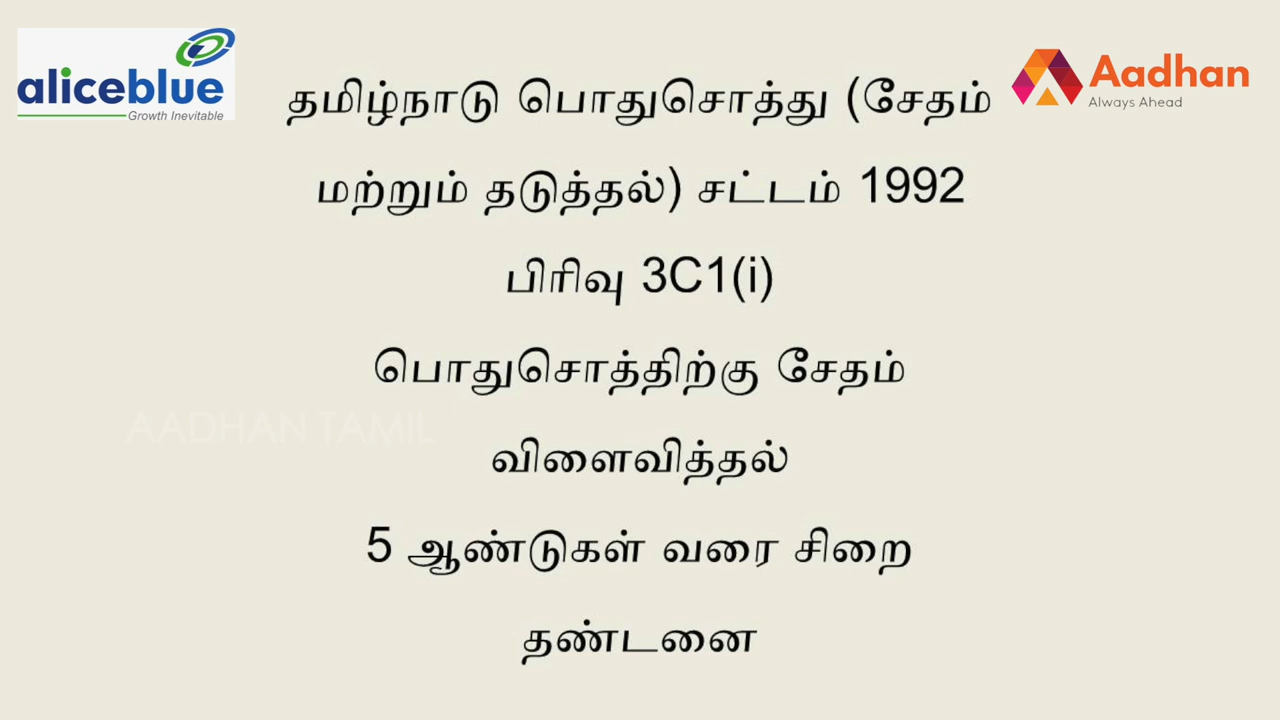 aliceblue
Growth Inevitable
Aadhan
Always Ahead
தமிழ்நாடு பொதுசொத்து (சேதம்
மற்றும் தடுத்தல்) சட்டம் 1992
பிரிவு 3C1(i)
பொதுசொத்திற்கு சேதம்
AADHAN TAMIL
விளைவித்தல்
5 ஆண்டுகள் வரை சிறை
தண்டனை